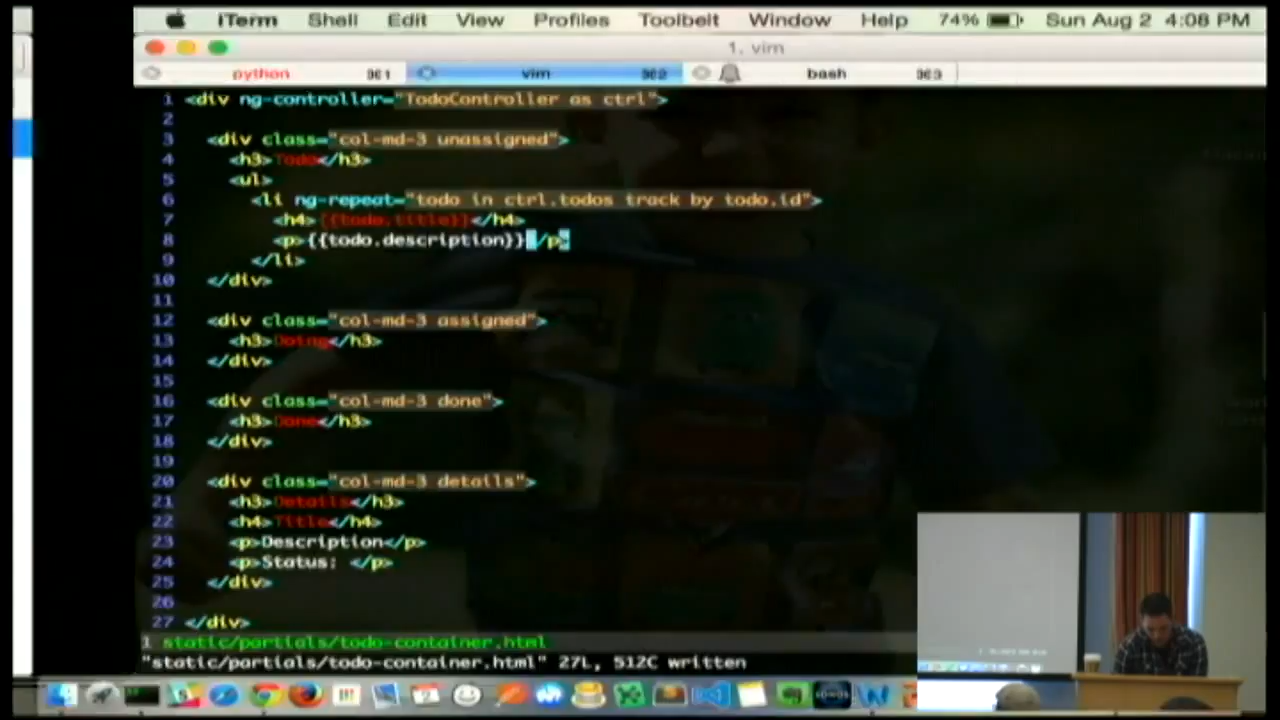 iTerm Shell Edit View Profiles Toolbelt Window Help 74% Sun Aug 2 4:08 PM
1. vim
python ⌘1 vim ⌘2 bash ⌘3
1 <div ng-controller="TodoController as ctrl">
2
3 <div class="col-md-3 unassigned">
4 <h3>Todo</h3>
5 <ul>
6 <li ng-repeat="todo in ctrl.todos track by todo.id">
7 <h4>{{todo.title}}</h4>
8 <p>{{todo.description}}</p>
9 </li>
10 </div>
11
12 <div class="col-md-3 assigned">
13 <h3>Doing</h3>
14 </div>
15
16 <div class="col-md-3 done">
17 <h3>Done</h3>
18 </div>
19
20 <div class="col-md-3 details">
21 <h3>Details</h3>
22 <h4>Title</h4>
23 <p>Description</p>
24 <p>Status: </p>
25 </div>
26
27 </div>
1 static/partials/todo-container.html
"static/partials/todo-container.html" 27L, 512C written
SONOS